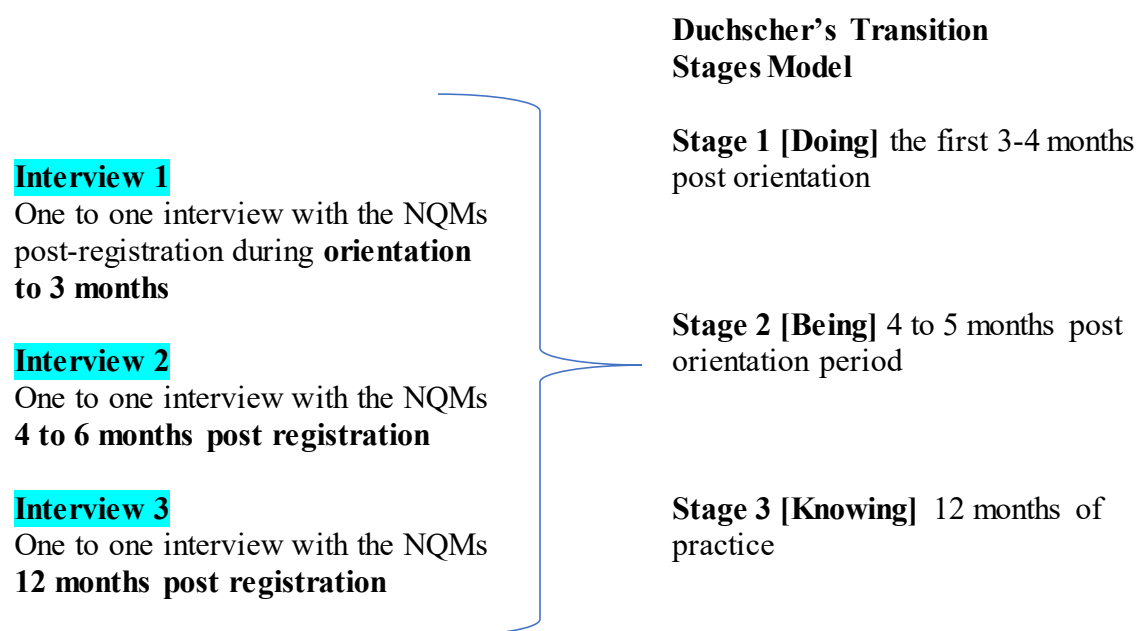 Duchscher’s Transition
Stages Model
Stage 1 [Doing] the first 3-4 months
post orientation
Stage 2 [Being] 4 to 5 months post
orientation period
Stage 3 [Knowing] 12 months of
practice
Interview 1
One to one interview with the NQMs
post-registration during orientation
to 3 months
Interview 2
One to one interview with the NQMs
4 to 6 months post registration
Interview 3
One to one interview with the NQMs
12 months post registration